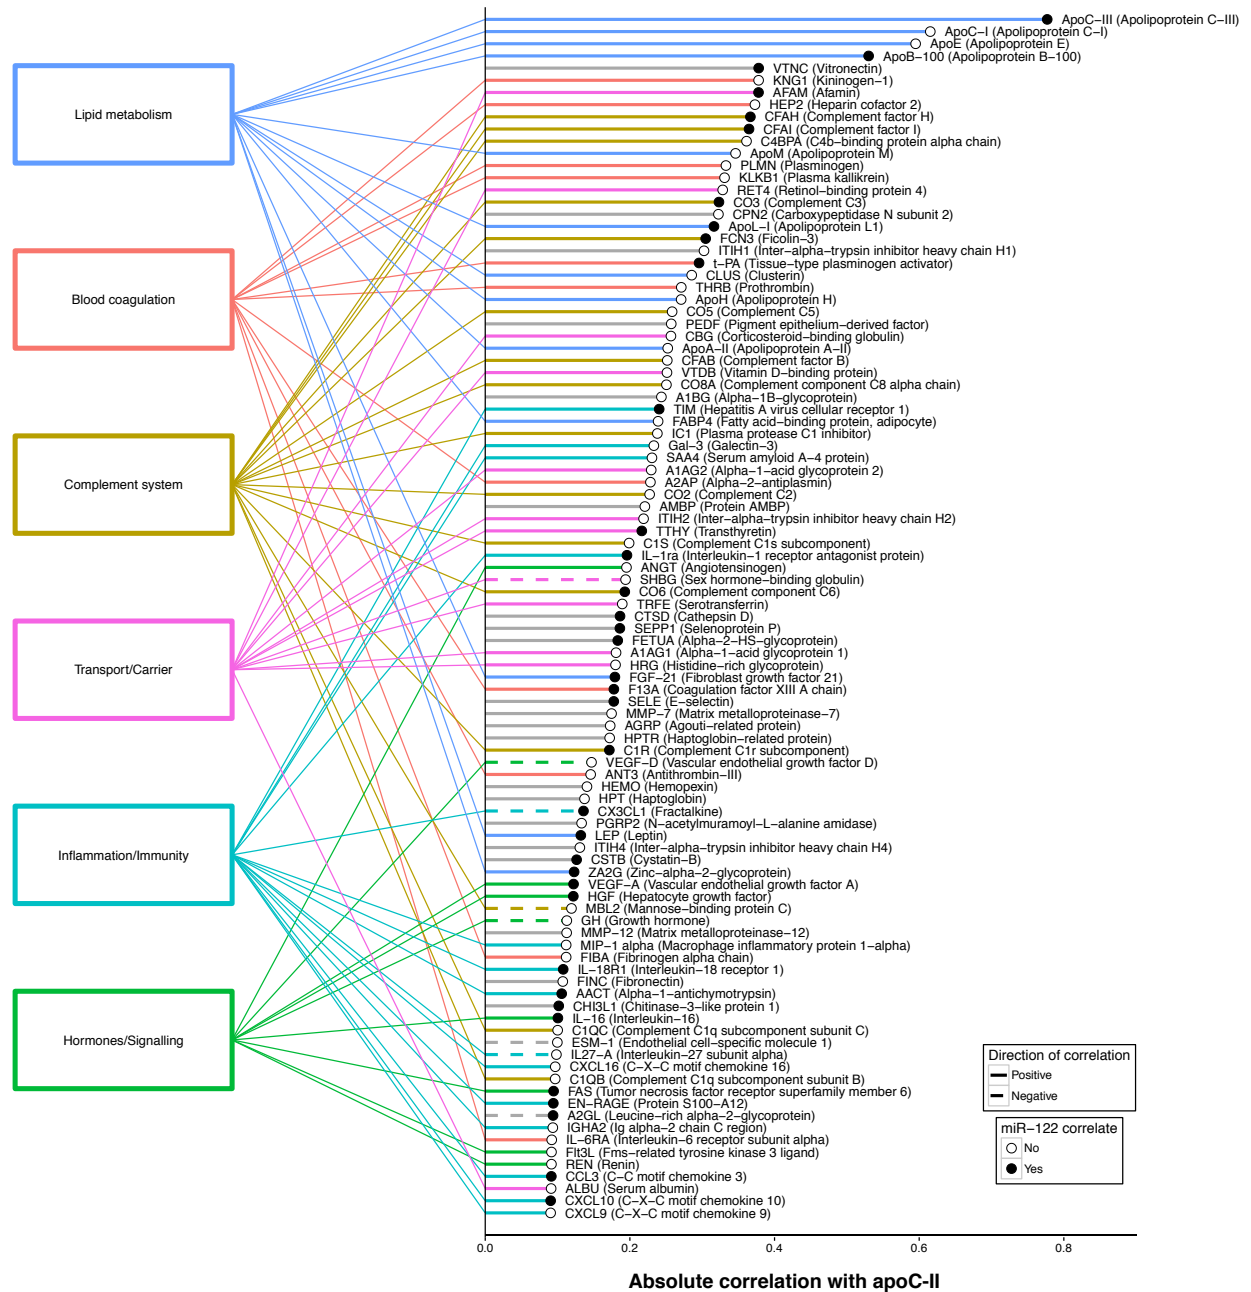 Lipid metabolism
Blood coagulation
Complement system
Transport/Carrier
Inflammation/Immunity
Hormones/Signalling
ApoC−III (Apolipoprotein C−III)
ApoC−I (Apolipoprotein C−I)
ApoE (Apolipoprotein E)
ApoB−100 (Apolipoprotein B−100)
VTNC (Vitronectin)
KNG1 (Kininogen−1)
AFAM (Afamin)
HEP2 (Heparin cofactor 2)
CFAH (Complement factor H)
CFAI (Complement factor I)
C4BPA (C4b−binding protein alpha chain)
ApoM (Apolipoprotein M)
PLMN (Plasminogen)
KLKB1 (Plasma kallikrein)
RET4 (Retinol−binding protein 4)
CO3 (Complement C3)
CPN2 (Carboxypeptidase N subunit 2)
ApoL−I (Apolipoprotein L1)
FCN3 (Ficolin−3)
ITIH1 (Inter−alpha−trypsin inhibitor heavy chain H1)
t−PA (Tissue−type plasminogen activator)
CLUS (Clusterin)
THRB (Prothrombin)
ApoH (Apolipoprotein H)
CO5 (Complement C5)
PEDF (Pigment epithelium−derived factor)
CBG (Corticosteroid−binding globulin)
ApoA−II (Apolipoprotein A−II)
CFAB (Complement factor B)
VTDB (Vitamin D−binding protein)
CO8A (Complement component C8 alpha chain)
A1BG (Alpha−1B−glycoprotein)
TIM (Hepatitis A virus cellular receptor 1)
FABP4 (Fatty acid−binding protein, adipocyte)
IC1 (Plasma protease C1 inhibitor)
Gal−3 (Galectin−3)
SAA4 (Serum amyloid A−4 protein)
A1AG2 (Alpha−1−acid glycoprotein 2)
A2AP (Alpha−2−antiplasmin)
CO2 (Complement C2)
AMBP (Protein AMBP)
ITIH2 (Inter−alpha−trypsin inhibitor heavy chain H2)
TTHY (Transthyretin)
C1S (Complement C1s subcomponent)
IL−1ra (Interleukin−1 receptor antagonist protein)
ANGT (Angiotensinogen)
SHBG (Sex hormone−binding globulin)
CO6 (Complement component C6)
TRFE (Serotransferrin)
CTSD (Cathepsin D)
SEPP1 (Selenoprotein P)
FETUA (Alpha−2−HS−glycoprotein)
A1AG1 (Alpha−1−acid glycoprotein 1)
HRG (Histidine−rich glycoprotein)
FGF−21 (Fibroblast growth factor 21)
F13A (Coagulation factor XIII A chain)
SELE (E−selectin)
MMP−7 (Matrix metalloproteinase−7)
AGRP (Agouti−related protein)
HPTR (Haptoglobin−related protein)
C1R (Complement C1r subcomponent)
VEGF−D (Vascular endothelial growth factor D)
ANT3 (Antithrombin−III)
HEMO (Hemopexin)
HPT (Haptoglobin)
CX3CL1 (Fractalkine)
PGRP2 (N−acetylmuramoyl−L−alanine amidase)
LEP (Leptin)
ITIH4 (Inter−alpha−trypsin inhibitor heavy chain H4)
CSTB (Cystatin−B)
ZA2G (Zinc−alpha−2−glycoprotein)
VEGF−A (Vascular endothelial growth factor A)
HGF (Hepatocyte growth factor)
MBL2 (Mannose−binding protein C)
GH (Growth hormone)
MMP−12 (Matrix metalloproteinase−12)
MIP−1 alpha (Macrophage inflammatory protein 1−alpha)
FIBA (Fibrinogen alpha chain)
IL−18R1 (Interleukin−18 receptor 1)
FINC (Fibronectin)
AACT (Alpha−1−antichymotrypsin)
CHI3L1 (Chitinase−3−like protein 1)
IL−16 (Interleukin−16)
C1QC (Complement C1q subcomponent subunit C)
ESM−1 (Endothelial cell−specific molecule 1)
IL27−A (Interleukin−27 subunit alpha)
CXCL16 (C−X−C motif chemokine 16)
C1QB (Complement C1q subcomponent subunit B)
FAS (Tumor necrosis factor receptor superfamily member 6)
EN−RAGE (Protein S100−A12)
A2GL (Leucine−rich alpha−2−glycoprotein)
IGHA2 (Ig alpha−2 chain C region)
IL−6RA (Interleukin−6 receptor subunit alpha)
Flt3L (Fms−related tyrosine kinase 3 ligand)
REN (Renin)
CCL3 (C−C motif chemokine 3)
ALBU (Serum albumin)
CXCL10 (C−X−C motif chemokine 10)
CXCL9 (C−X−C motif chemokine 9)
Direction of correlation
Positive
Negative
miR−122 correlate
No
Yes
0.0 0.2 0.4 0.6 0.8
Absolute correlation with apoC-II